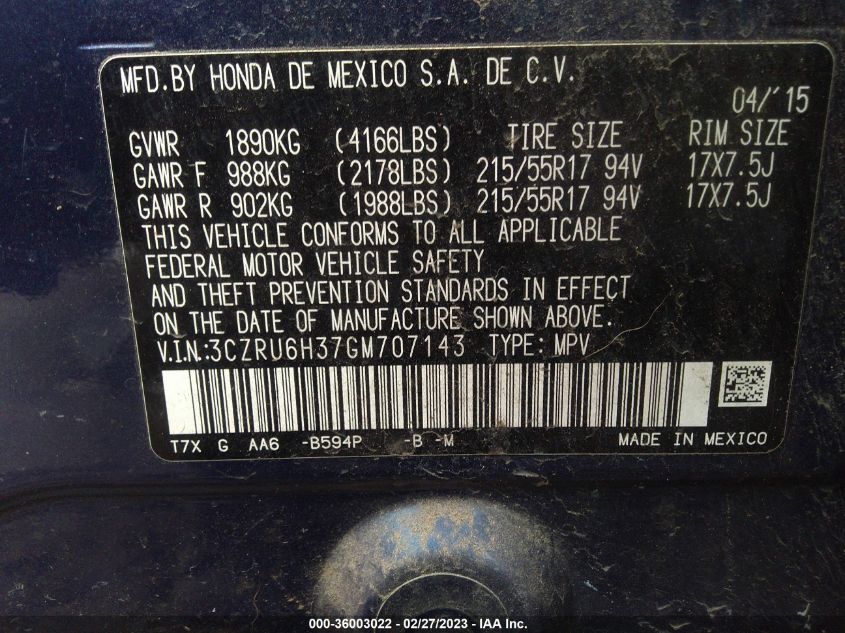 MFD.BY HONDA DE MEXICO S.A. DE C.V.
04/'15
GVWR 1890KG (4166LBS) TIRE SIZE RIM SIZE
GAWR F 988KG (2178LBS) 215/55R17 94V 17X7.5J
GAWR R 902KG (1988LBS) 215/55R17 94V 17X7.5J
THIS VEHICLE CONFORMS TO ALL APPLICABLE
FEDERAL MOTOR VEHICLE SAFETY
AND THEFT PREVENTION STANDARDS IN EFFECT
ON THE DATE OF MANUFACTURE SHOWN ABOVE.
V.I.N.:3CZRU6H37GM707143 TYPE: MPV
T7X G AA6 -B594P -B -M MADE IN MEXICO
000-36003022 - 02/27/2023 - IAA Inc.